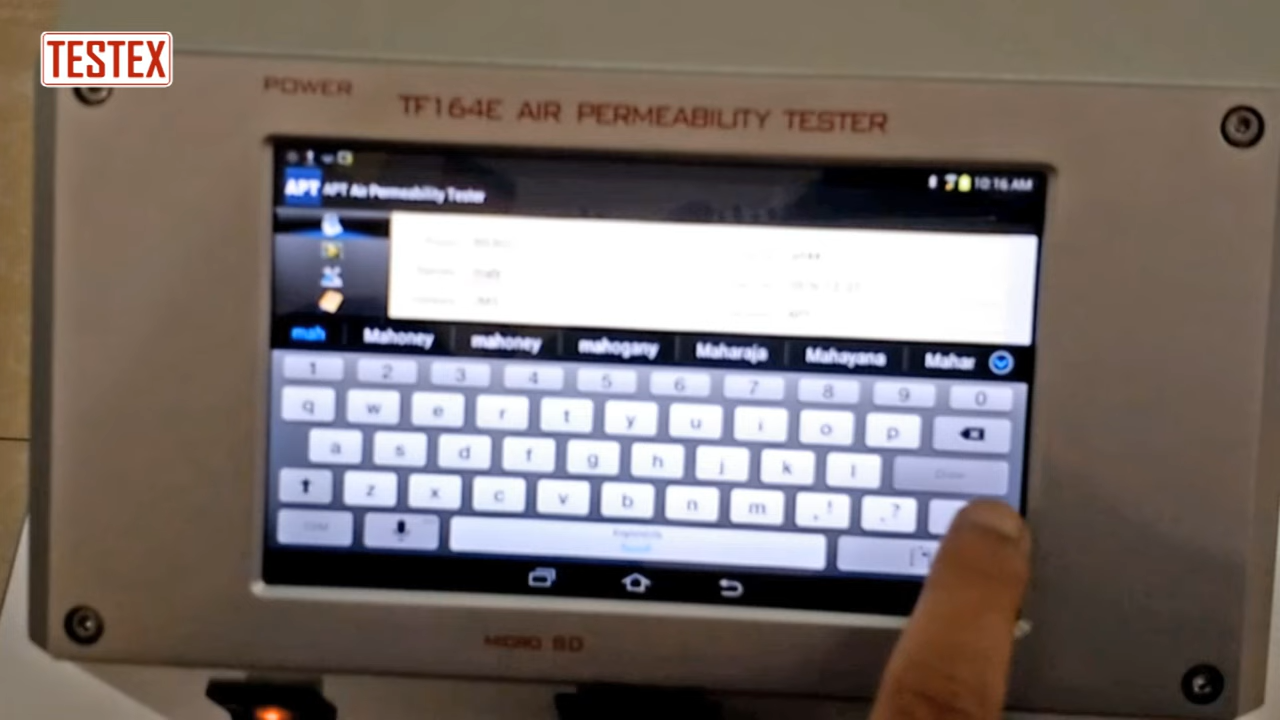 TESTEX
POWER
TF164E AIR PERMEABILITY TESTER
10:16 AM
APT APT Air Permeability Tester
mah Mahoney mahoney mahogany Maharaja Mahayana Mahar
1 2 3 4 5 6 7 8 9 0
q w e r t y u i o p
a s d f g h j k l
z x c v b n m , ! . ?
MICRO SD